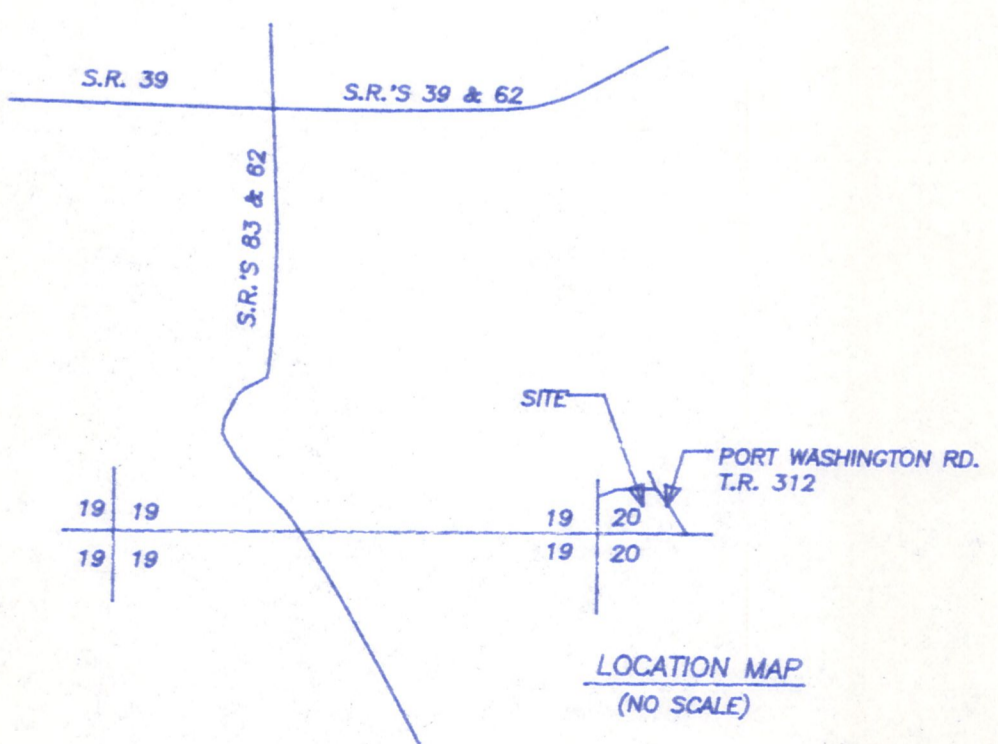 S.R. 39
S.R.'S 39 & 62
S.R.'S 83 & 62
SITE
PORT WASHINGTON RD.
T.R. 312
19 19
19 20
19 19
19 20
LOCATION MAP
(NO SCALE)